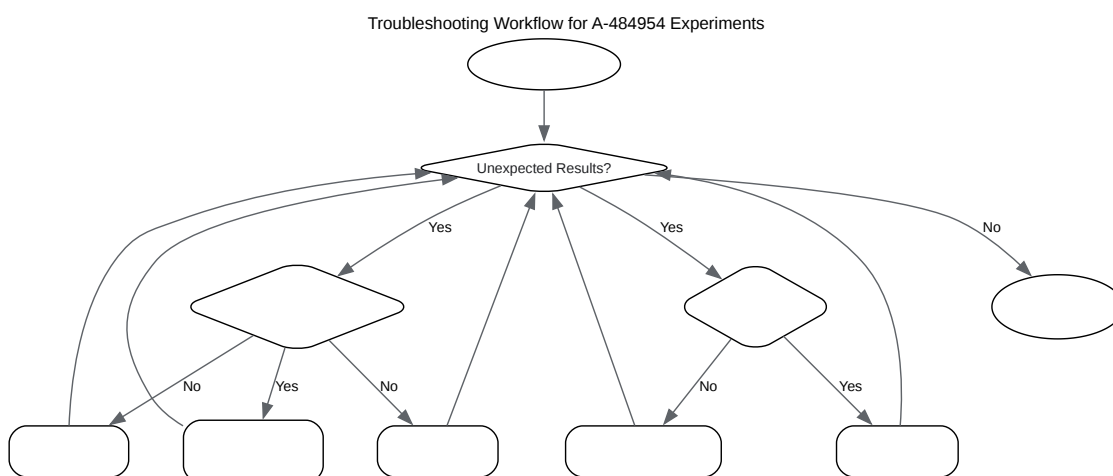 Troubleshooting Workflow for A-484954 Experiments
Unexpected Results?
Yes
Yes
No
No
Yes
No
No
Yes